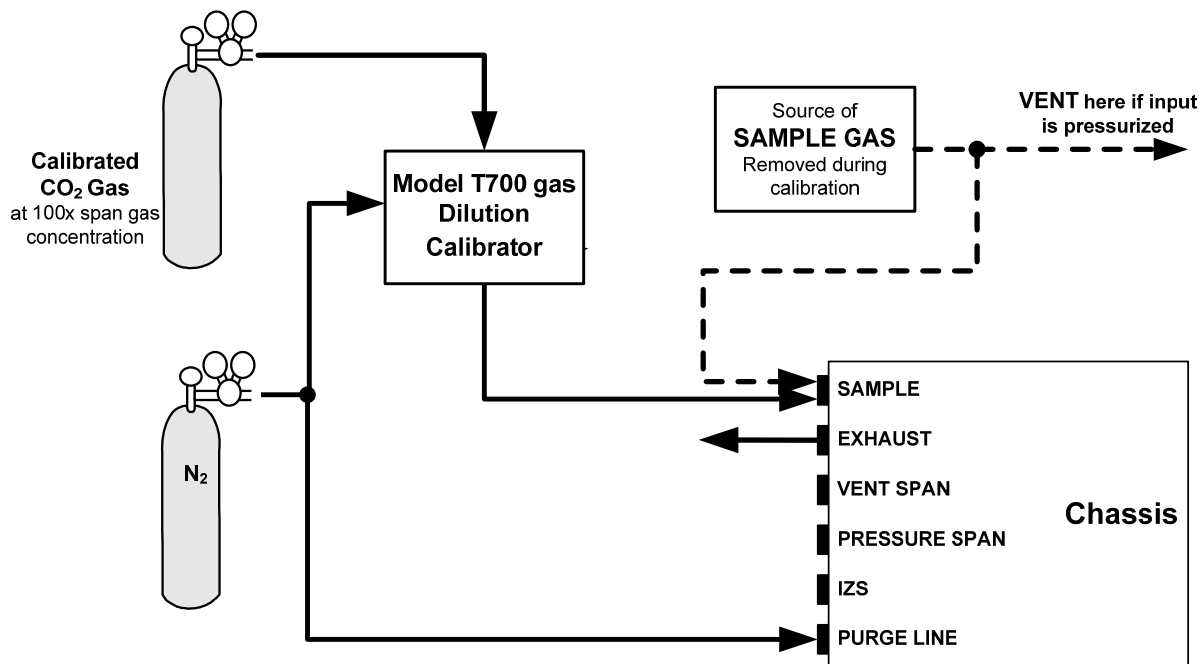 Calibrated
CO₂ Gas
at 100x span gas
concentration
Model T700 gas
Dilution
Calibrator
Source of
SAMPLE GAS
Removed during
calibration
VENT here if input
is pressurized
N₂
SAMPLE
EXHAUST
VENT SPAN
PRESSURE SPAN
IZS
PURGE LINE
Chassis